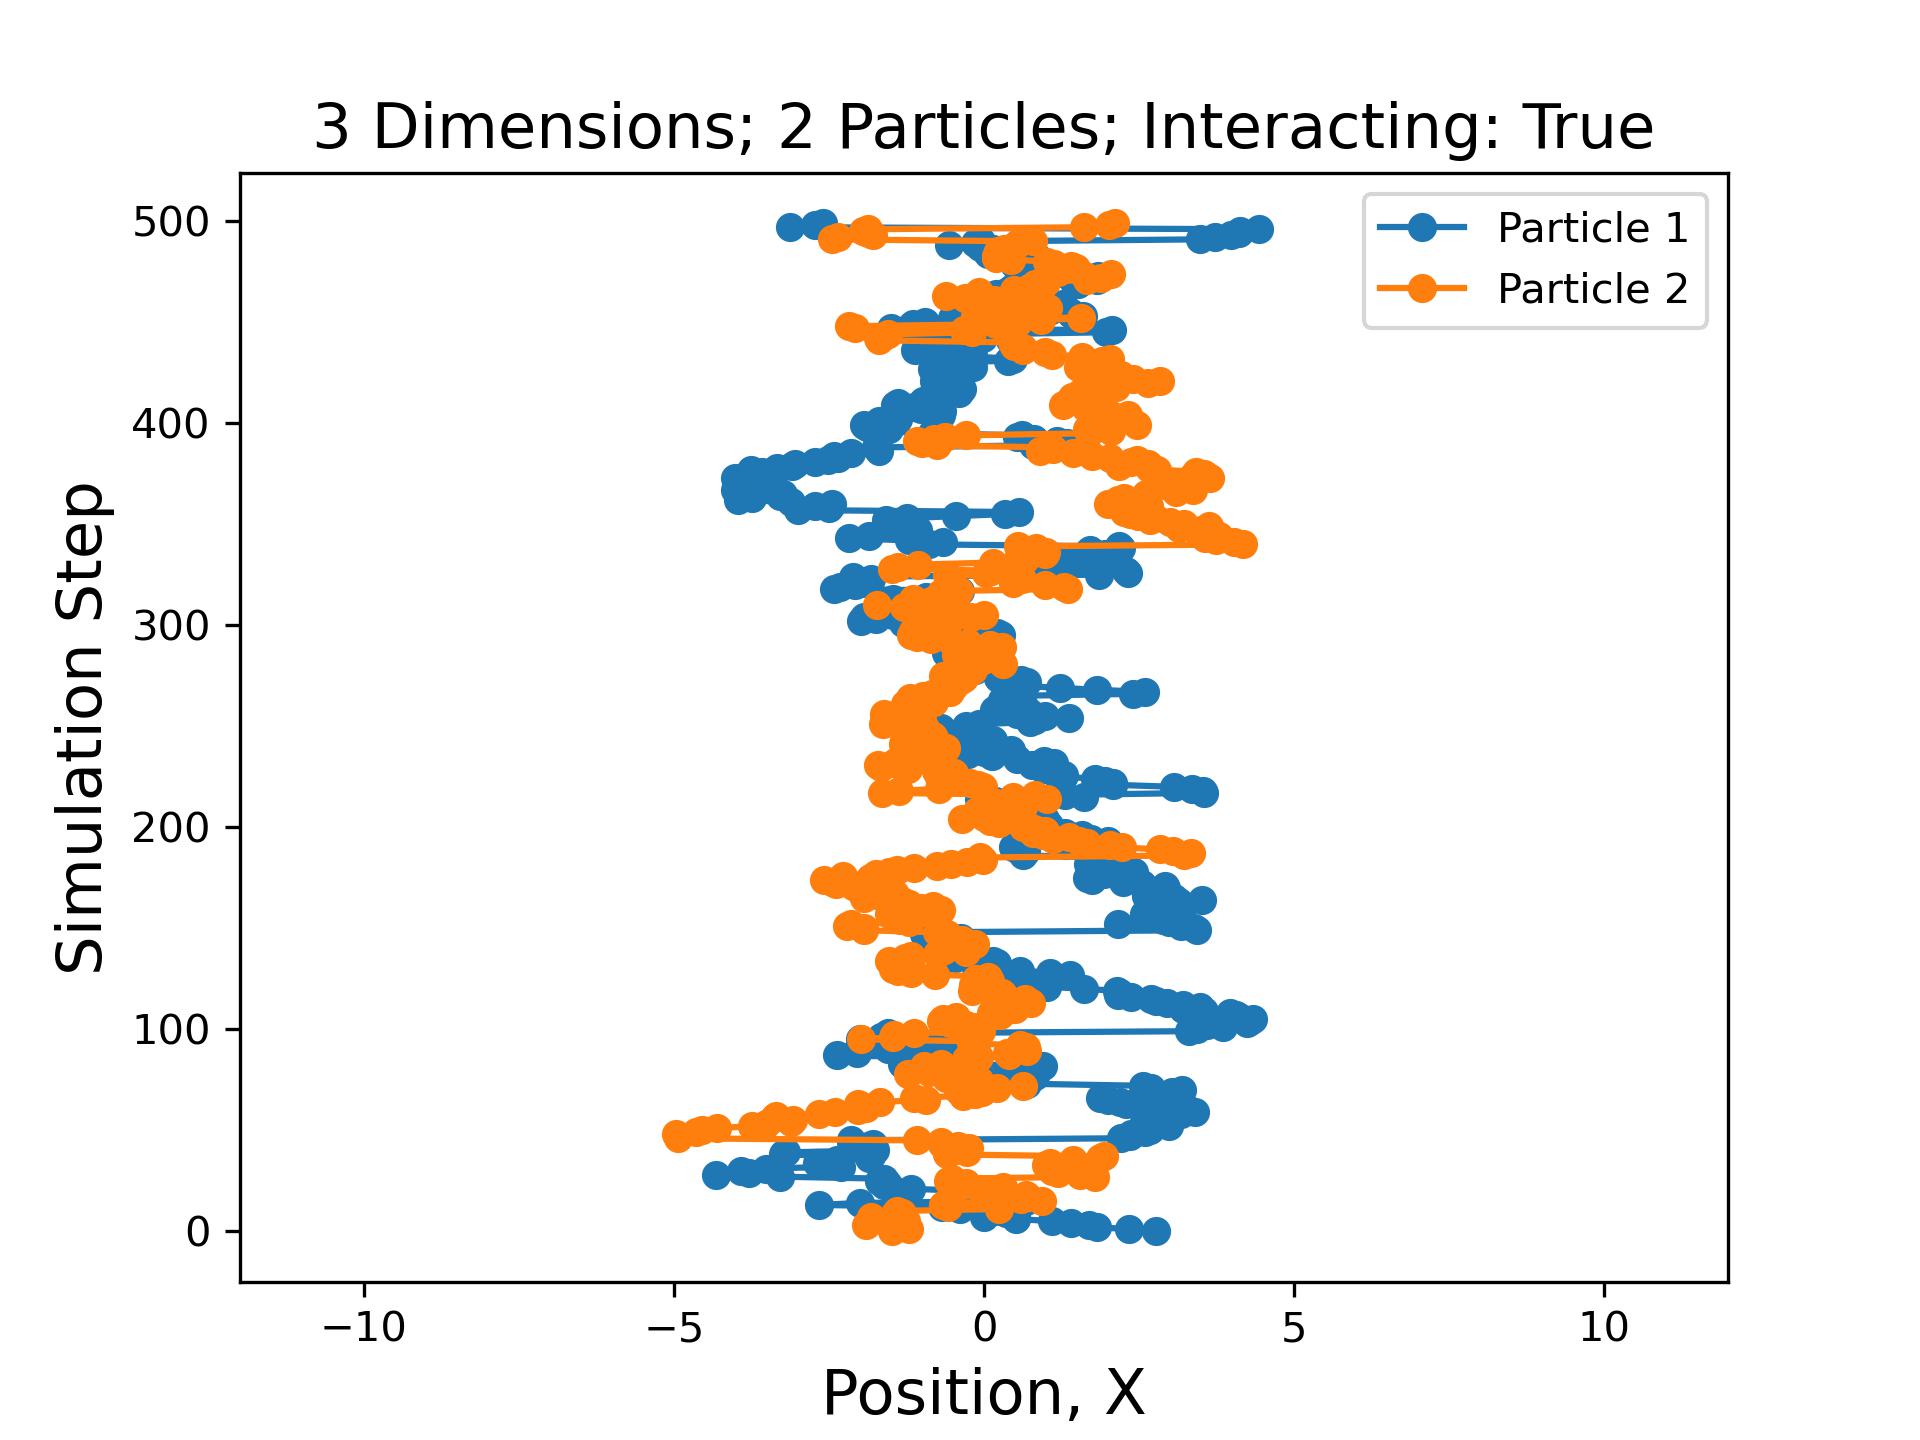 3 Dimensions; 2 Particles; Interacting: True
Particle 1
Particle 2
500
400
300
200
100
0
Simulation Step
−10 −5 0 5 10
Position, X